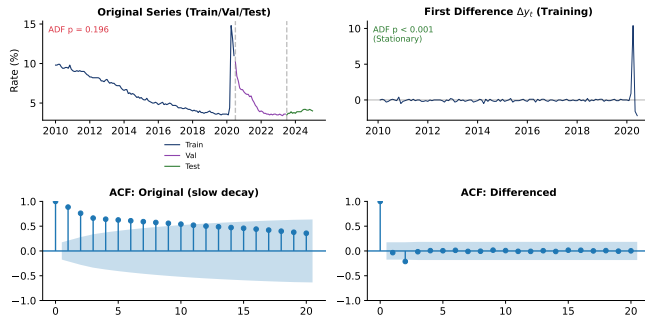 Original Series (Train/Val/Test)
ADF p = 0.196
Rate (%)
15
10
5
2010 2012 2014 2016 2018 2020 2022 2024
Train
Val
Test
First Difference Δy_t (Training)
ADF p < 0.001
(Stationary)
10
5
0
2010 2012 2014 2016 2018 2020
ACF: Original (slow decay)
1.0
0.5
0.0
−0.5
−1.0
0 5 10 15 20
ACF: Differenced
1.0
0.5
0.0
−0.5
−1.0
0 5 10 15 20